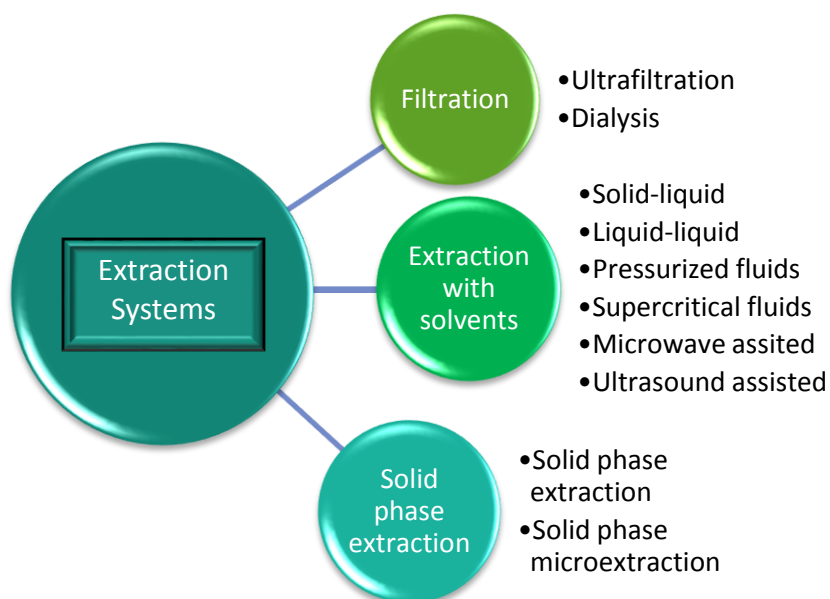 Extraction
Systems
Filtration
•Ultrafiltration
•Dialysis
Extraction
with
solvents
•Solid-liquid
•Liquid-liquid
•Pressurized fluids
•Supercritical fluids
•Microwave assited
•Ultrasound assisted
Solid
phase
extraction
•Solid phase
extraction
•Solid phase
microextraction